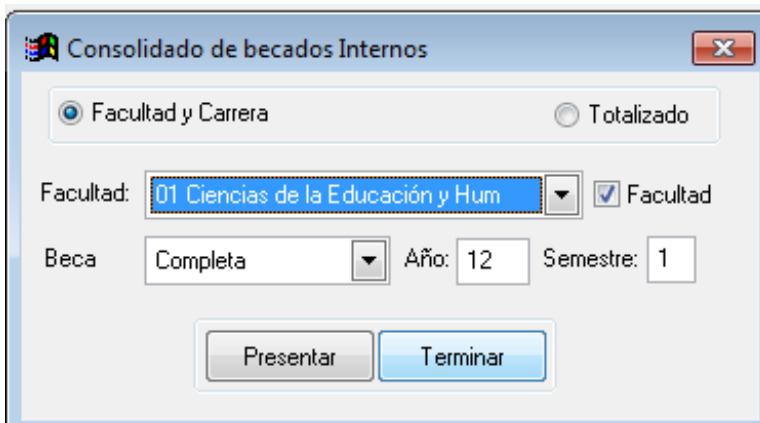 Consolidado de becados Internos
Facultad y Carrera Totalizado
Facultad: 01 Ciencias de la Educación y Hum Facultad
Beca Completa Año: 12 Semestre: 1
Presentar Terminar